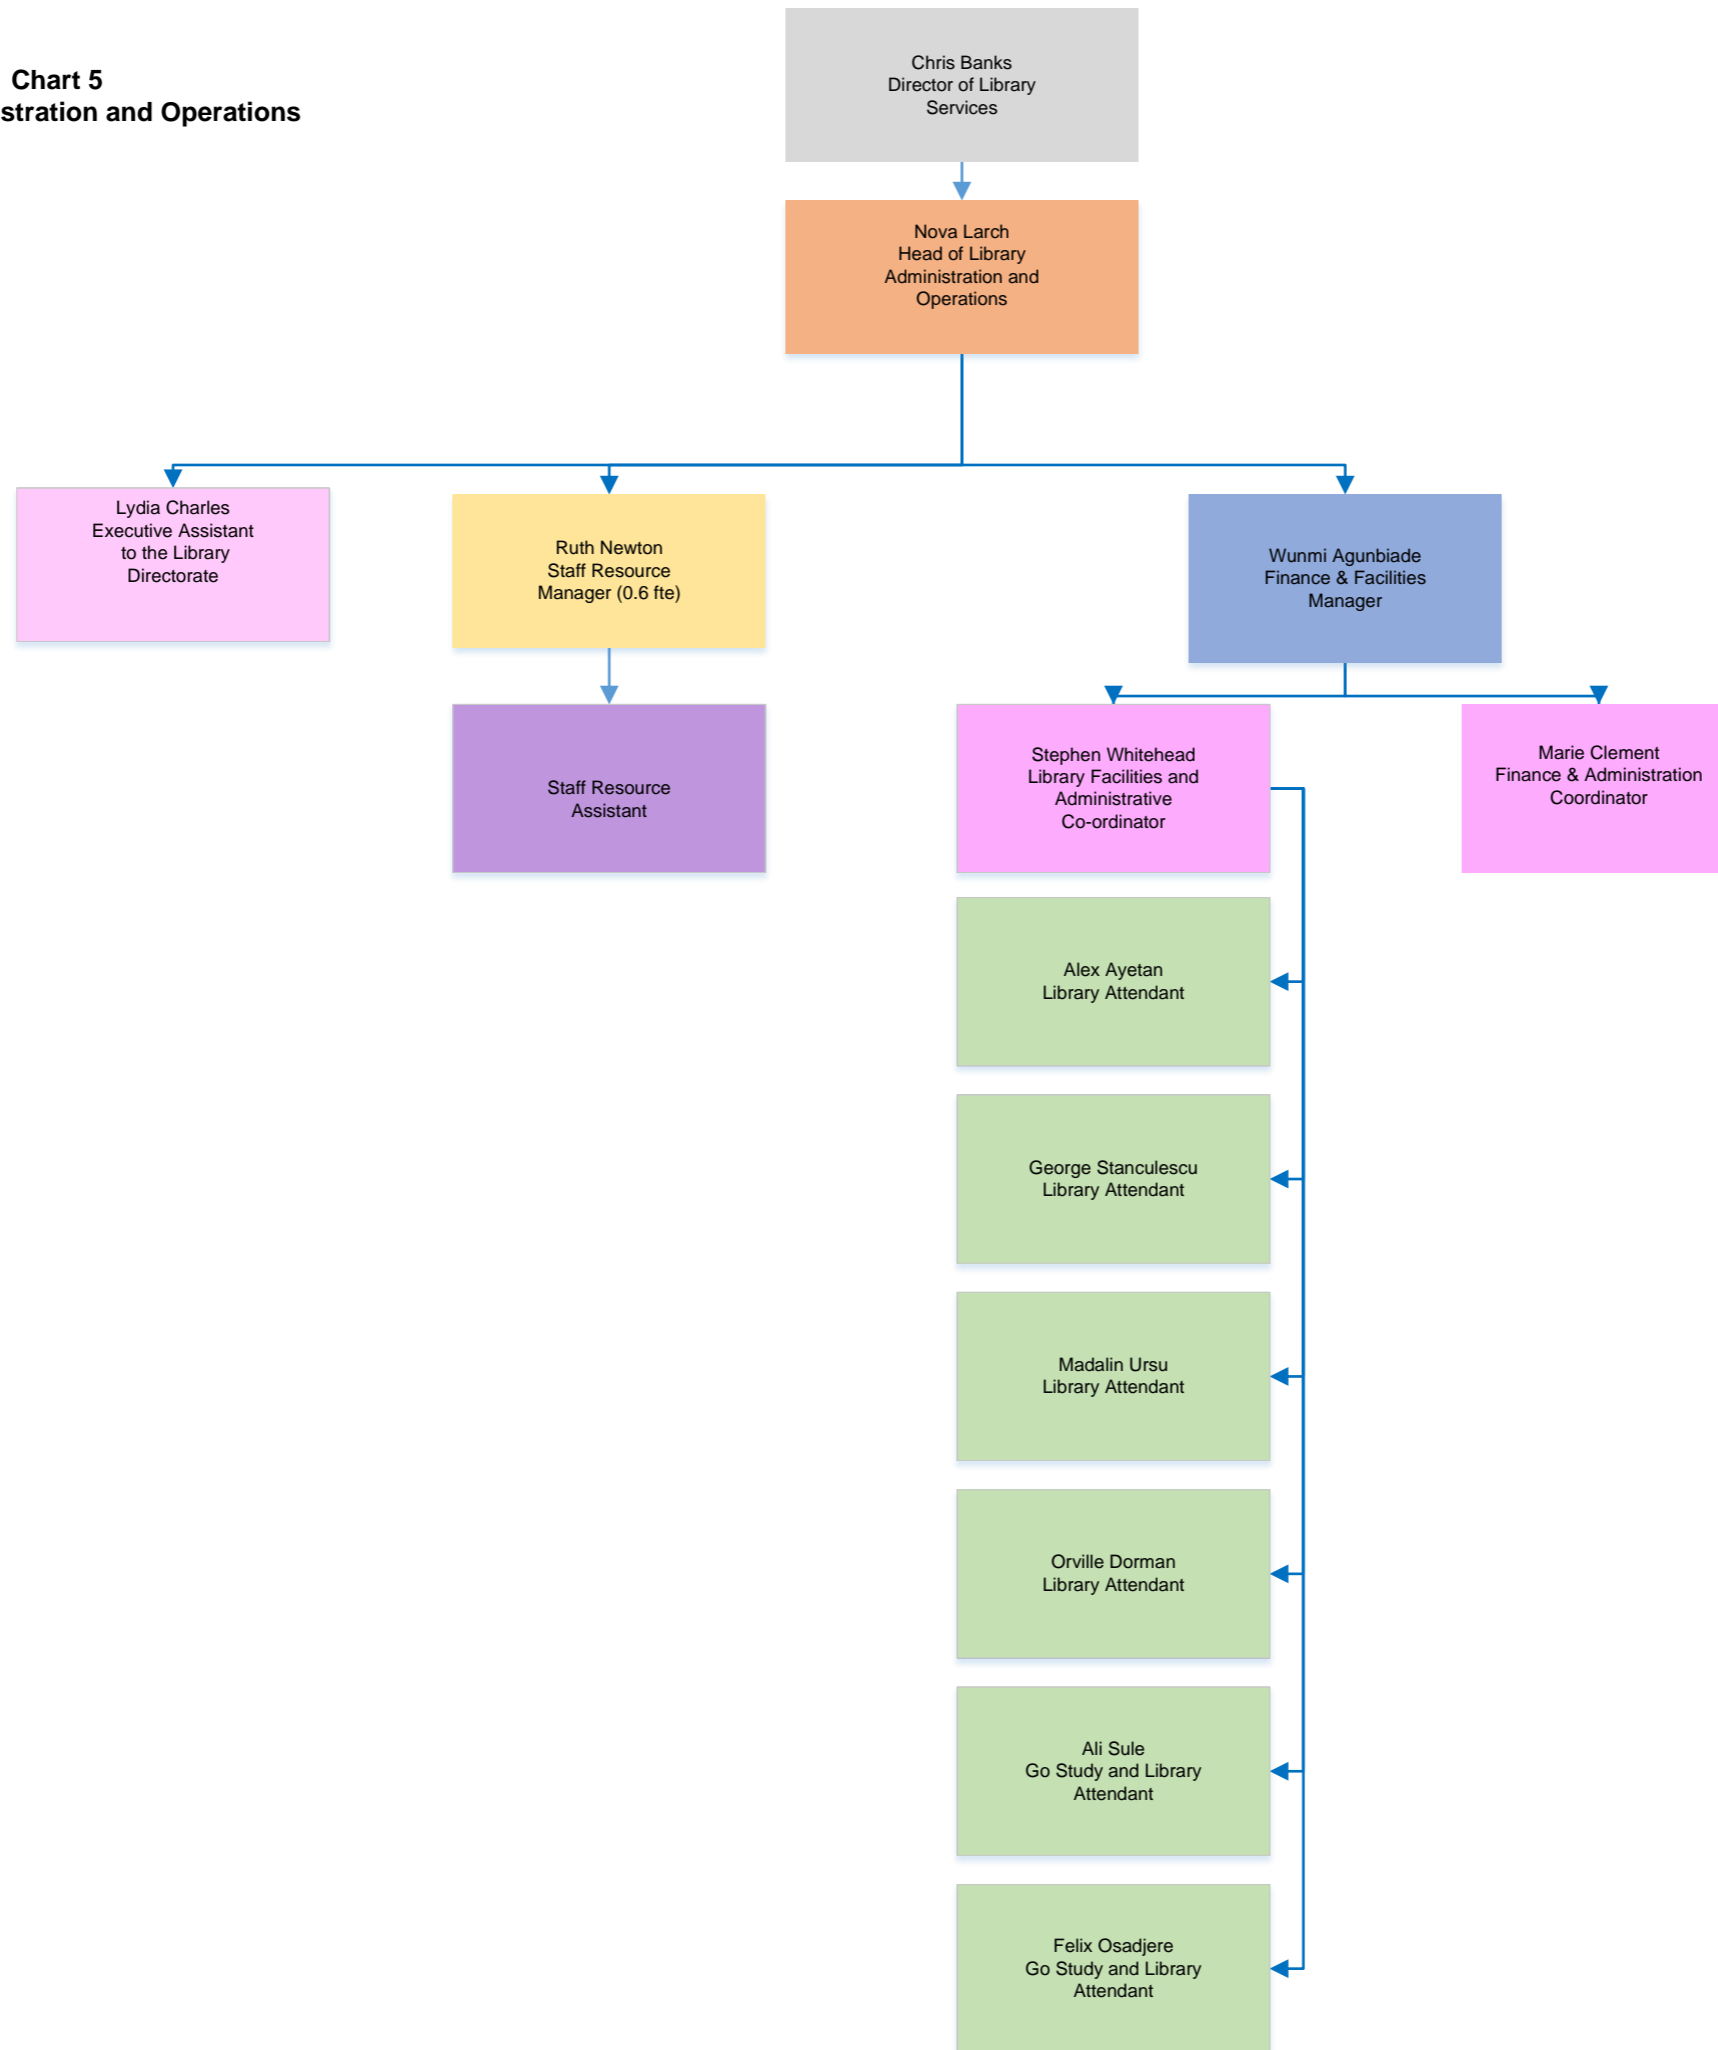 Chart 5
stration and Operations
Chris Banks
Director of Library
Services
Nova Larch
Head of Library
Administration and
Operations
Lydia Charles
Executive Assistant
to the Library
Directorate
Ruth Newton
Staff Resource
Manager (0.6 fte)
Wunmi Agunbiade
Finance & Facilities
Manager
Staff Resource
Assistant
Stephen Whitehead
Library Facilities and
Administrative
Co-ordinator
Marie Clement
Finance & Administration
Coordinator
Alex Ayetan
Library Attendant
George Stanculescu
Library Attendant
Madalin Ursu
Library Attendant
Orville Dorman
Library Attendant
Ali Sule
Go Study and Library
Attendant
Felix Osadjere
Go Study and Library
Attendant